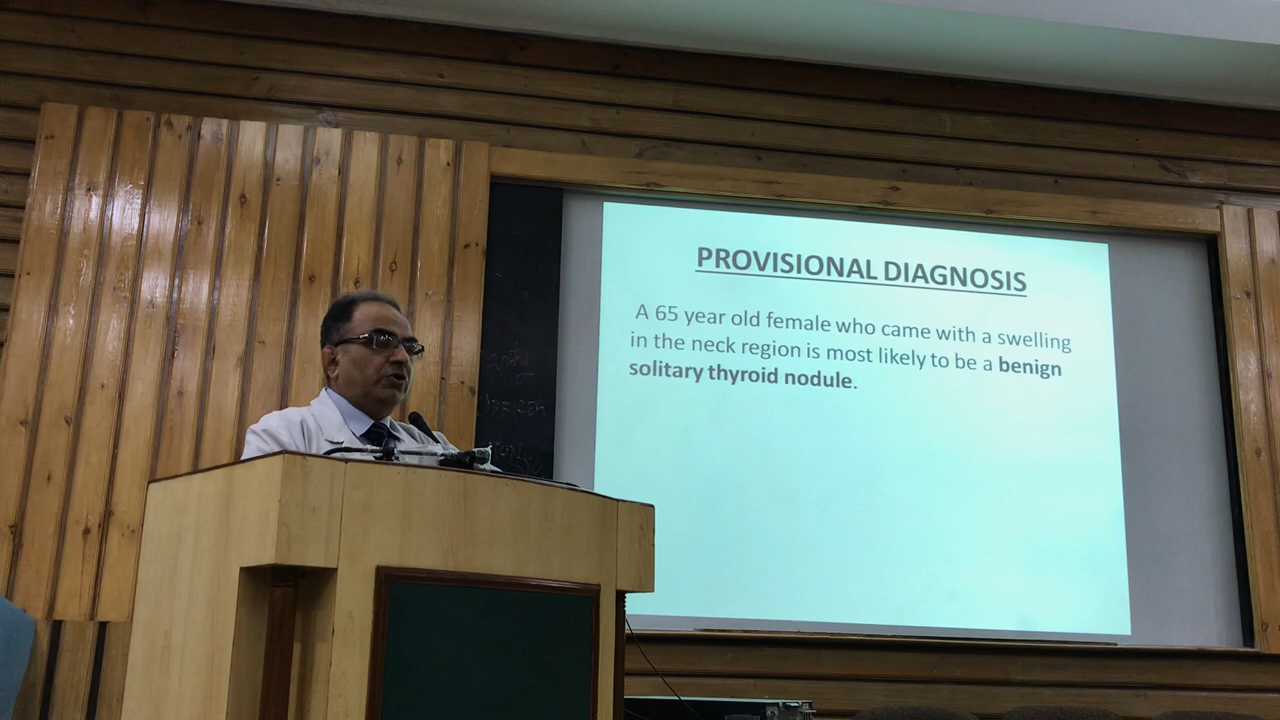 PROVISIONAL DIAGNOSIS
A 65 year old female who came with a swelling
in the neck region is most likely to be a benign
solitary thyroid nodule.